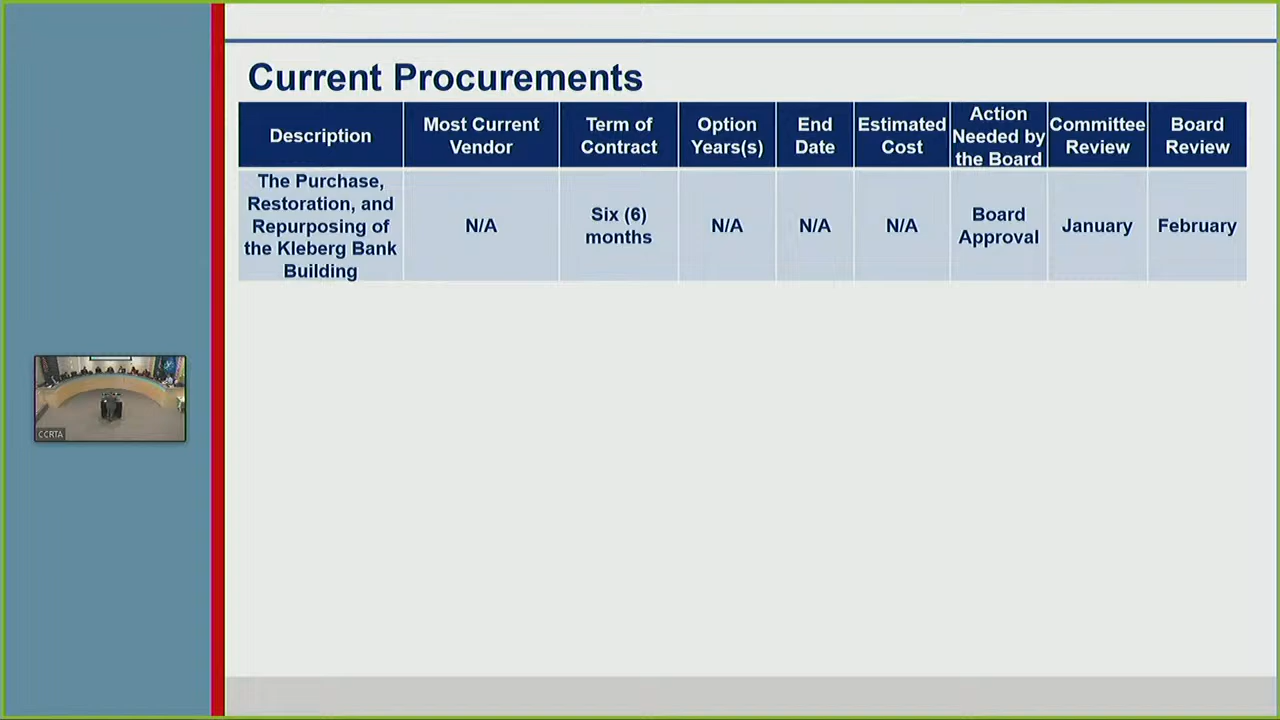 Current Procurements
Description
Most Current
Vendor
Term of
Contract
Option
Years(s)
End
Date
Estimated
Cost
Action
Needed by
the Board
Committee
Review
Board
Review
The Purchase,
Restoration, and
Repurposing of
the Kleberg Bank
Building
N/A
Six (6)
months
N/A
N/A
N/A
Board
Approval
January
February
CCRTA